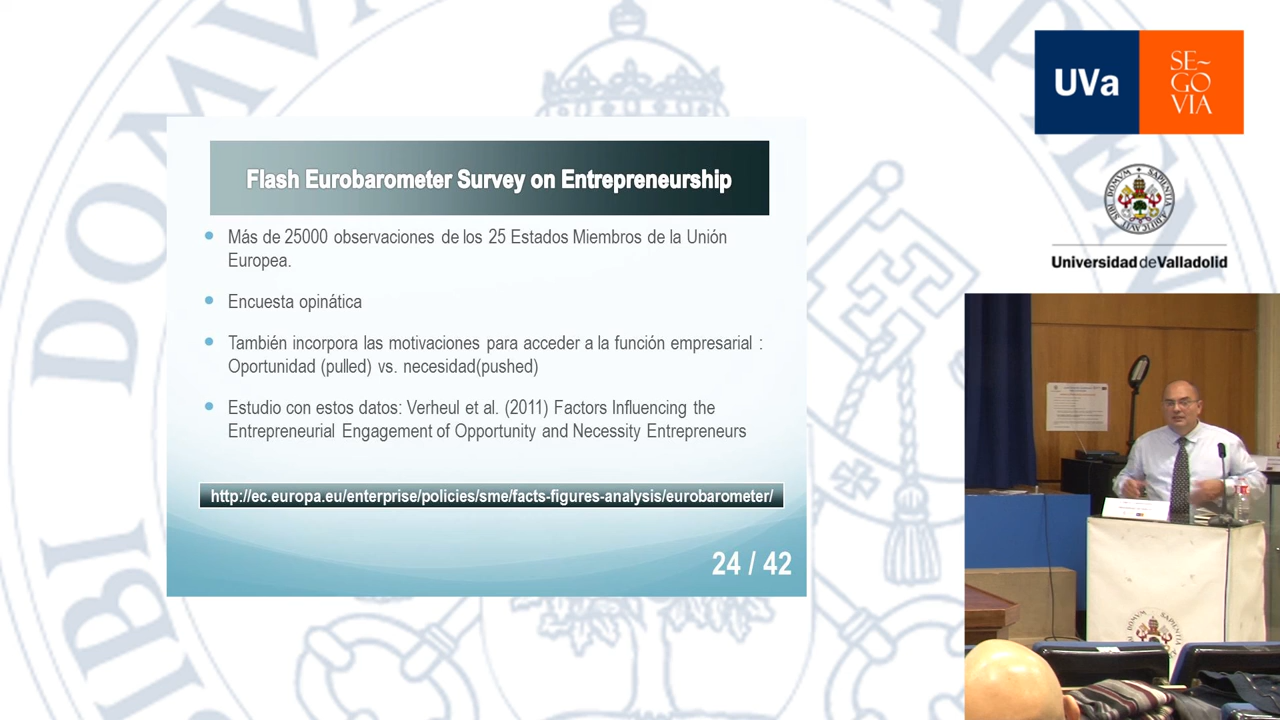 Flash Eurobarometer Survey on Entrepreneurship
Más de 25000 observaciones de los 25 Estados Miembros de la Unión
Europea.
Encuesta opinática
También incorpora las motivaciones para acceder a la función empresarial :
Oportunidad (pulled) vs. necesidad(pushed)
Estudio con estos datos: Verheul et al. (2011) Factors Influencing the
Entrepreneurial Engagement of Opportunity and Necessity Entrepreneurs
http://ec.europa.eu/enterprise/policies/sme/facts-figures-analysis/eurobarometer/
24 / 42
UVa
SE~
GO
VIA
Universidad de Valladolid